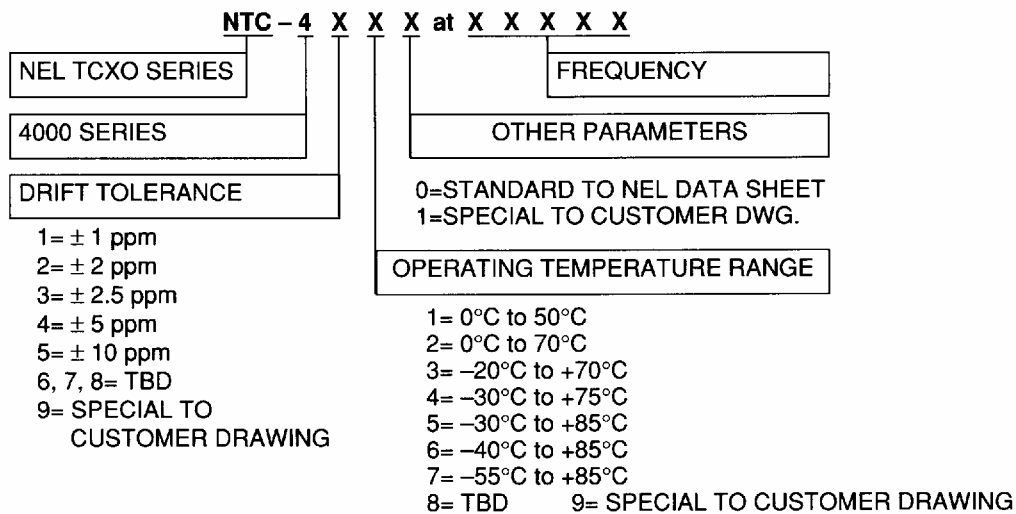 NTC – 4 X X X at X X X X X
NEL TCXO SERIES
FREQUENCY
4000 SERIES
OTHER PARAMETERS
DRIFT TOLERANCE
0=STANDARD TO NEL DATA SHEET
1=SPECIAL TO CUSTOMER DWG.
1= ± 1 ppm
2= ± 2 ppm
3= ± 2.5 ppm
4= ± 5 ppm
5= ± 10 ppm
6, 7, 8= TBD
9= SPECIAL TO
CUSTOMER DRAWING
OPERATING TEMPERATURE RANGE
1= 0°C to 50°C
2= 0°C to 70°C
3= –20°C to +70°C
4= –30°C to +75°C
5= –30°C to +85°C
6= –40°C to +85°C
7= –55°C to +85°C
8= TBD 9= SPECIAL TO CUSTOMER DRAWING